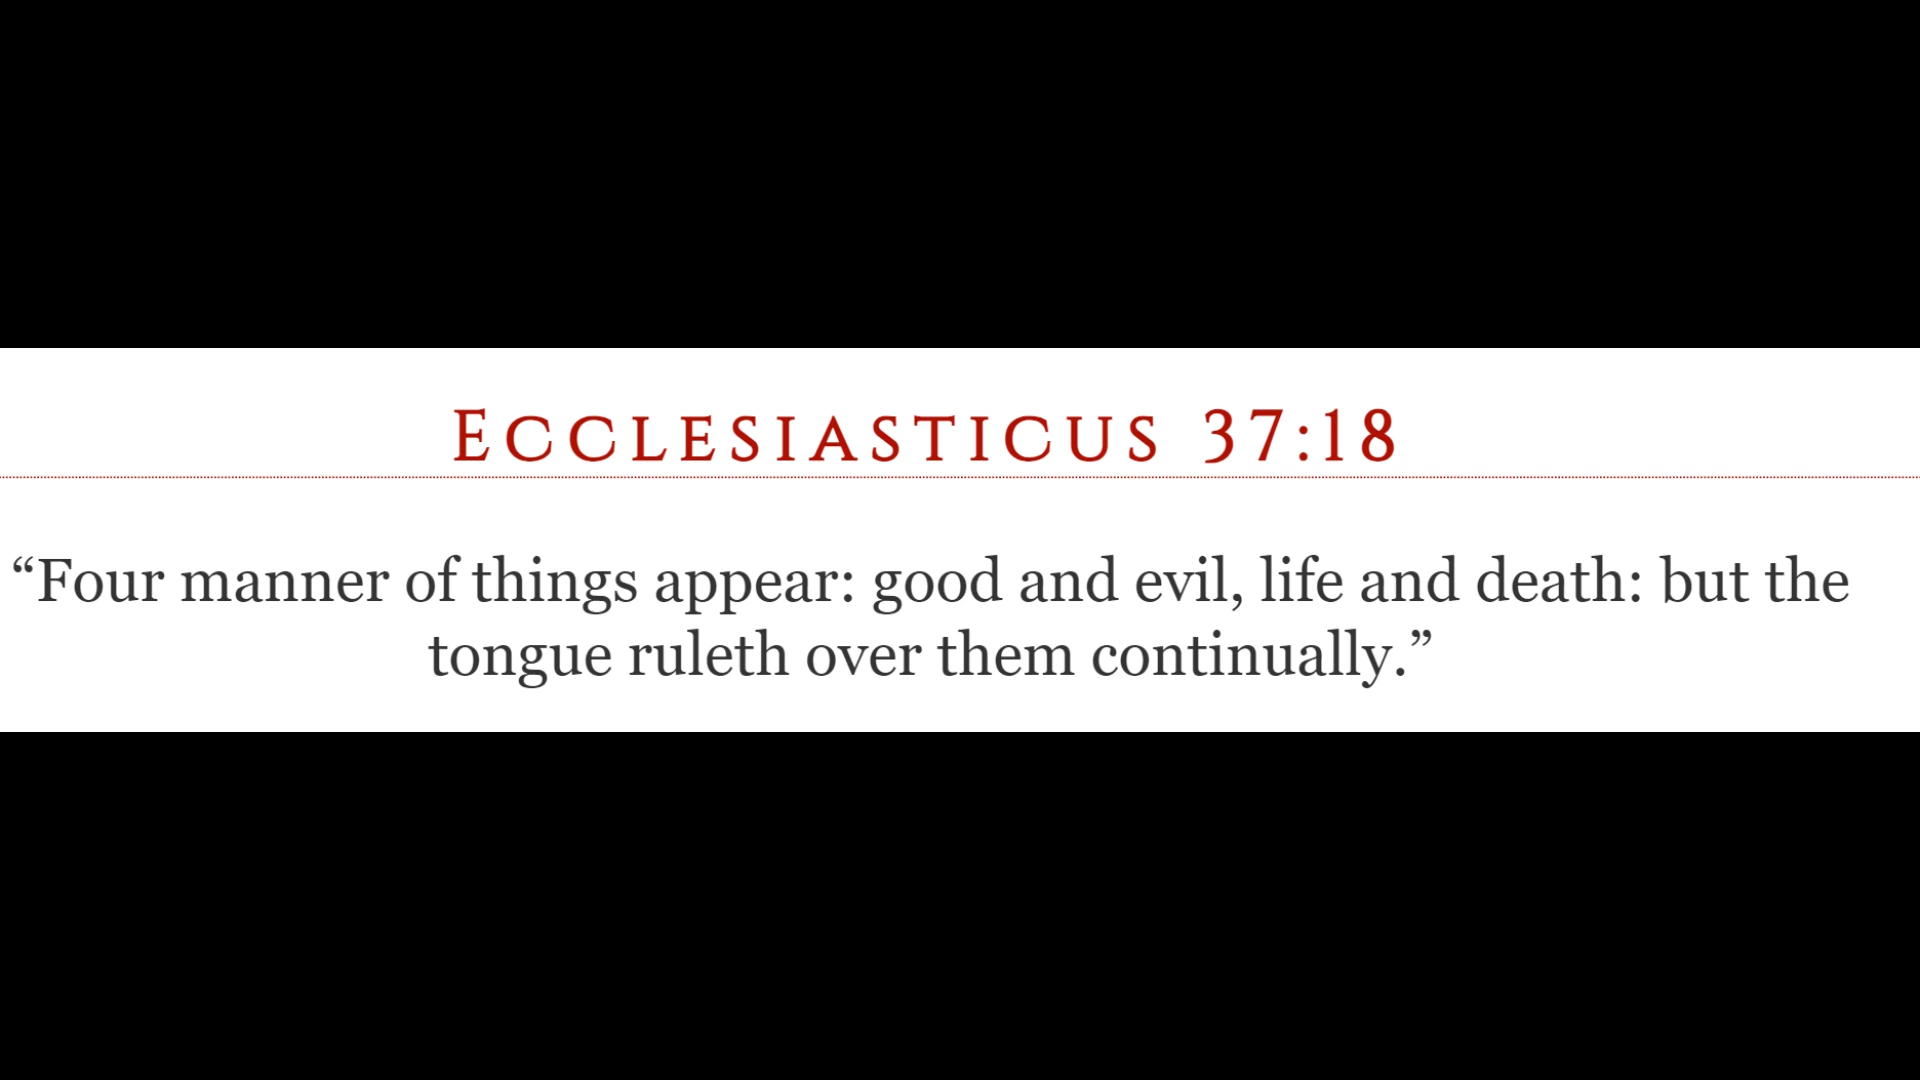 Ecclesiasticus 37:18
“Four manner of things appear: good and evil, life and death: but the
tongue ruleth over them continually.”